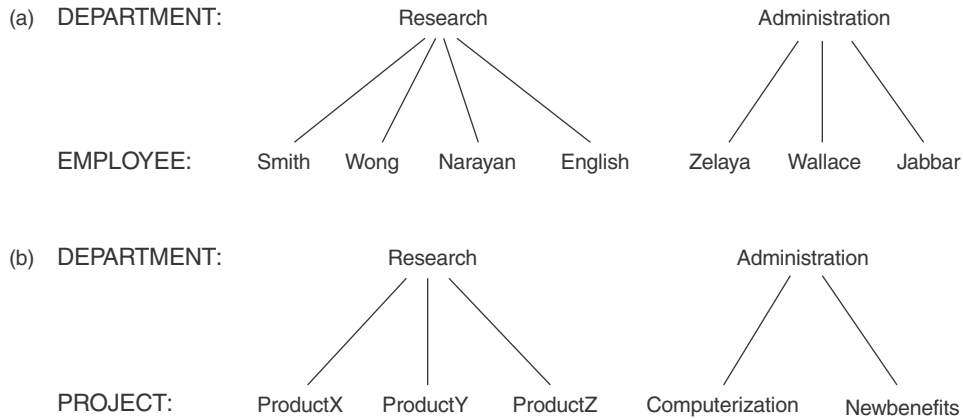 (a) DEPARTMENT: Research Administration
EMPLOYEE: Smith Wong Narayan English Zelaya Wallace Jabbar
(b) DEPARTMENT: Research Administration
PROJECT: ProductX ProductY ProductZ Computerization Newbenefits